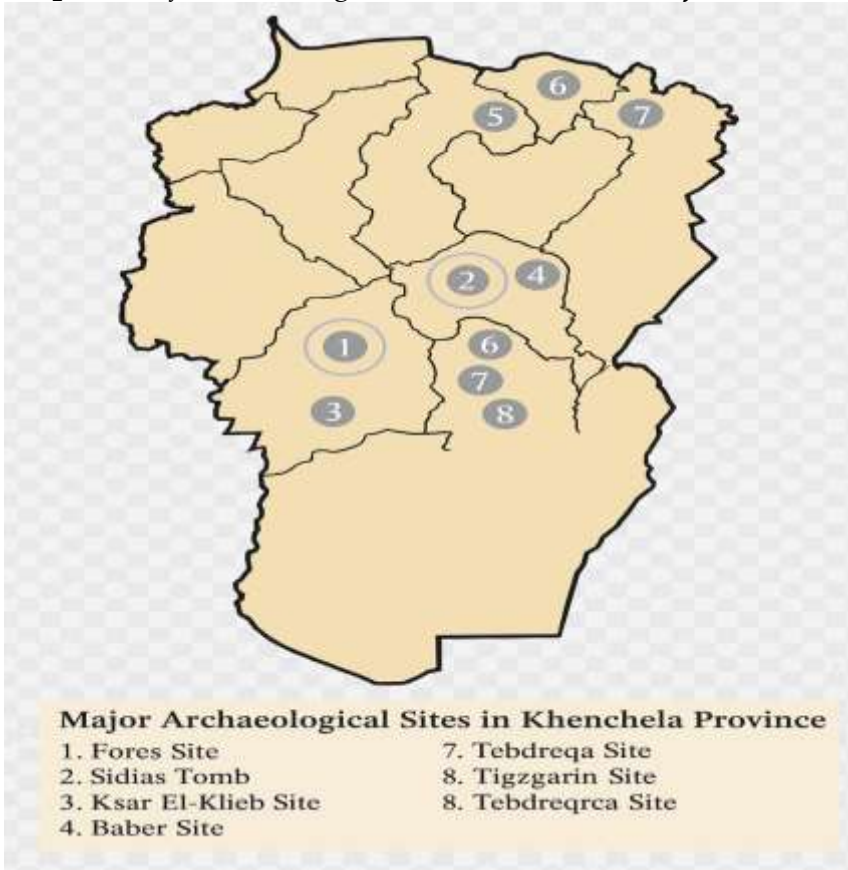 6
5
7
2
4
1
6
7
3
8
Major Archaeological Sites in Khenchela Province
1. Fores Site
2. Sidias Tomb
3. Ksar El-Klieb Site
4. Baber Site
7. Tebdreqa Site
8. Tigzgarin Site
8. Tebdreqrca Site